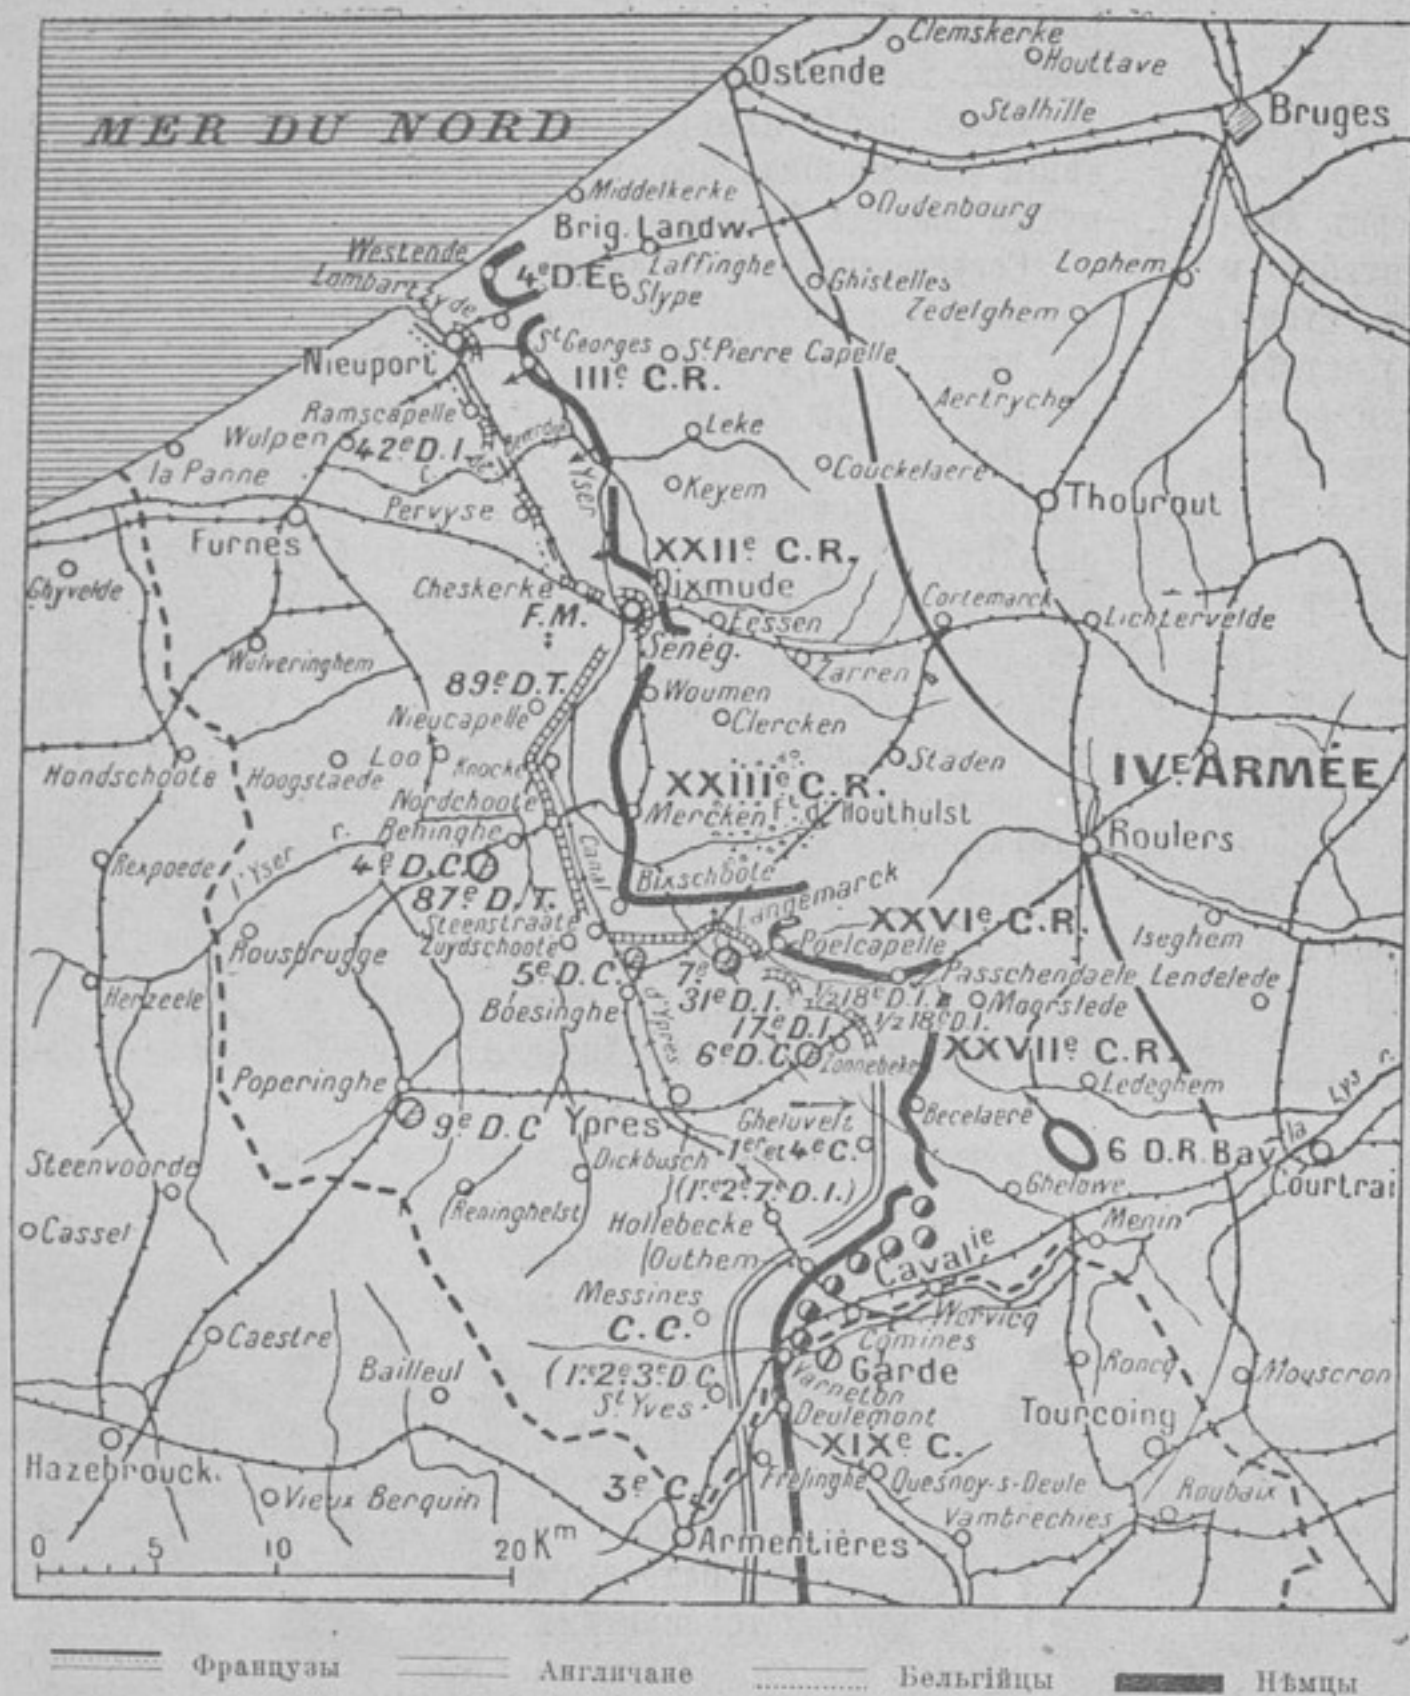 Clemskerke
Houttave
Ostende
Stalhille
Bruges
MER DU NORD
Middelkerke
Oudenbourg
Brig. Landw.
Westende
Laffinghe
Lophem
Lombartzyde
4e D.Er
Slype
Ghistelles
Zedelghem
St Georges
St Pierre Capelle
Nieuport
IIIe C.R.
Aertryche
Ramscapelle
Wulpen
42e D.I.
Leke
Couckelaere
la Panne
Yser
Keyem
Thourout
Pervyse
Furnes
XXIIe C.R.
Ghyvelde
Cheskerke
Dixmude
Cortemarck
F.M.
Eessen
Lichtervelde
Wulveringhem
Sénég.
Zarren
89e D.T.
Woumen
Nieucapelle
Clercken
Hondschoote
Hoogstaede
Loo
Knocke
Staden
IVE ARMÉE
XXIIIe C.R.
Nordchoote
Mercken
Ft d' Houthulst
Roulers
r.
l'Yser
Rexpoede
4e D.C.
Canal
Bixschoote
87e D.T.
Langemarck
XXVIe C.R.
Steenstraate
Zuydschoote
Poelcapelle
Iseghem
Rousbrugge
5e D.C.
7e
Passchendaele
Lendelede
Herzeele
31e D.I.
1/2 18e D.I.
Moorslede
Boesinghe
d'Ypres
17e D.I.
1/2 18e D.I.
6e D.C.
Zonnebeke
XXVIIe C.R.
Poperinghe
Ledeghem
Lys r.
9e D.C
Ypres
Gheluvelt
Becelaere
la
Steenvoorde
Dickbusch
1er et 4e C.
6 D.R. Bav.
Courtrai
(1re 2e 7e D.I.)
Ghelowe
Cassel
Reninghelst
Hollebecke
Menin
Outhem
Cavalie
Messines
Wervicq
C.C.
Comines
Caestre
Bailleul
(1re 2e 3e D.C.
Garde
Roncq
Mouscron
Varneton
St Yves
Deulemont
Tourcoing
XIXe C.
Hazebrouck.
3e C.
Frelinghe
Quesnoy-s-Deule
Vieux Berquin
Roubaix
Vambrechies
Armentières
0 5 10 20 Km
Французы Англичане Бельгійцы Нѣмцы